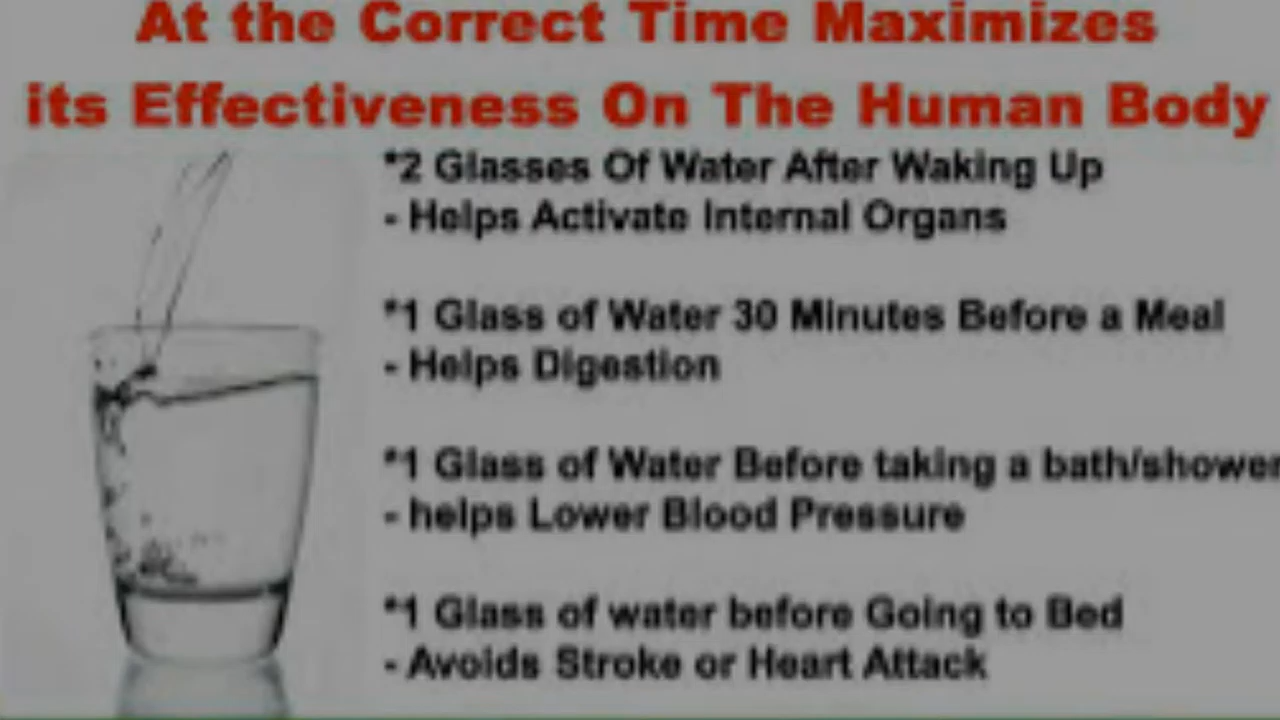 At the Correct Time Maximizes
its Effectiveness On The Human Body
*2 Glasses Of Water After Waking Up
- Helps Activate Internal Organs
*1 Glass of Water 30 Minutes Before a Meal
- Helps Digestion
*1 Glass of Water Before taking a bath/shower
- helps Lower Blood Pressure
*1 Glass of water before Going to Bed
- Avoids Stroke or Heart Attack